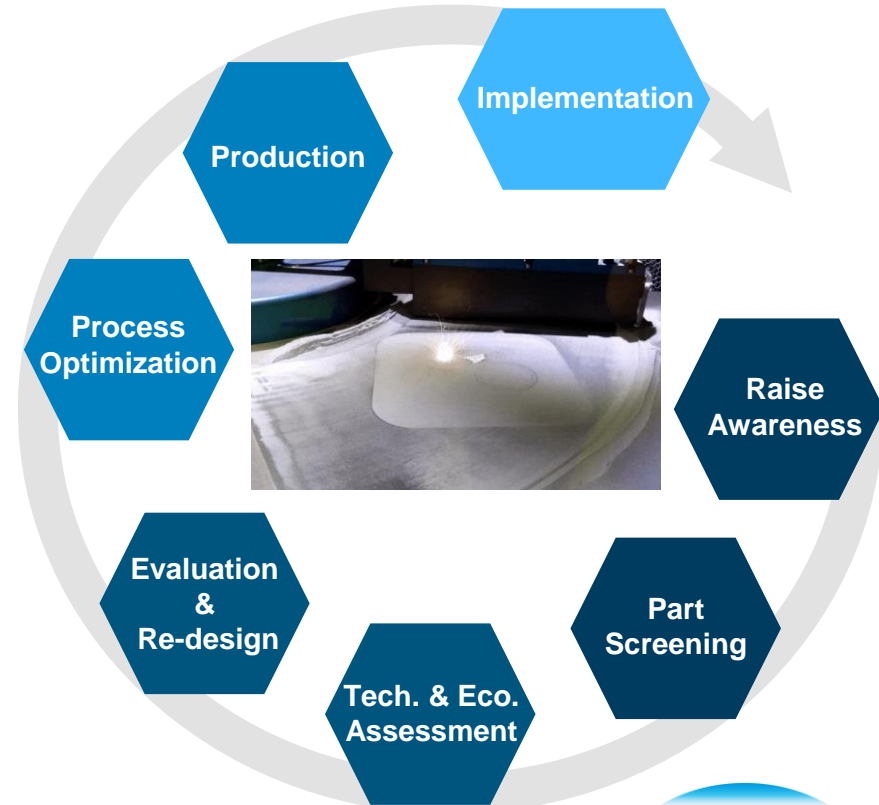 Implementation
Production
Process
Optimization
Raise
Awareness
Evaluation
&
Re-design
Part
Screening
Tech. & Eco.
Assessment